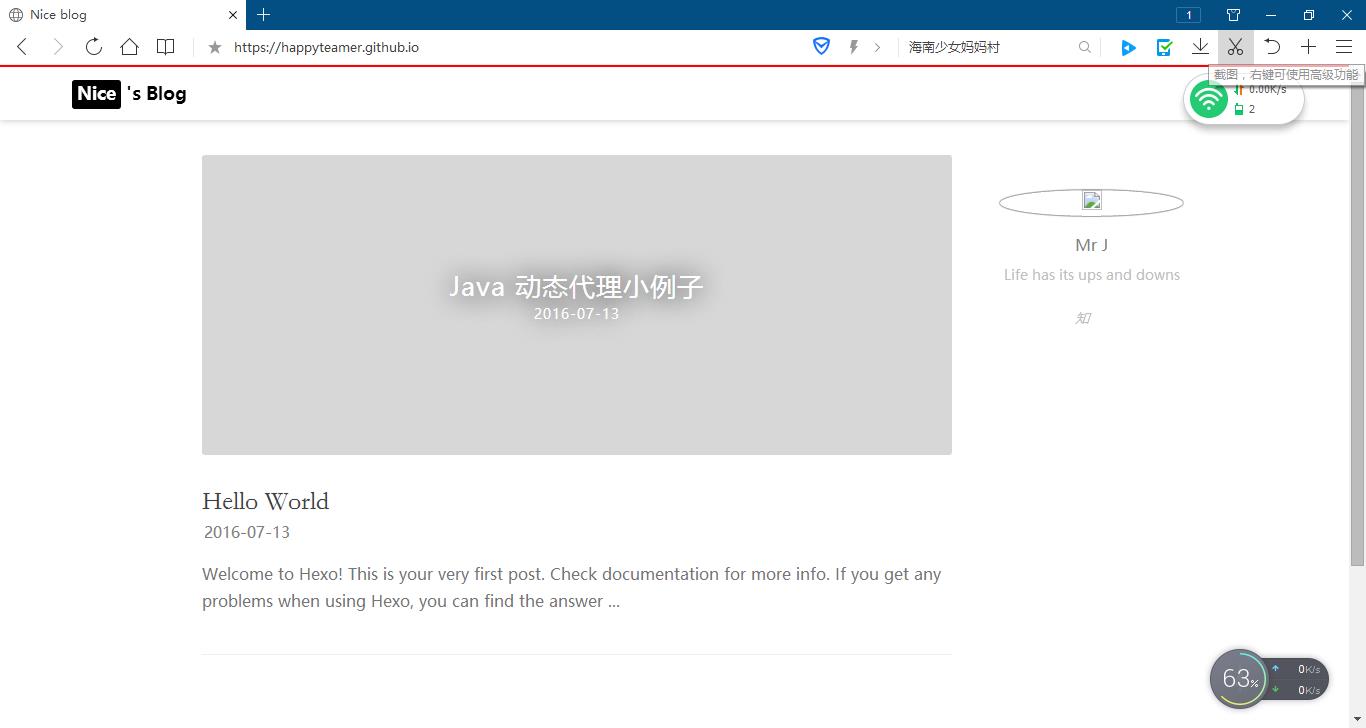 Nice blog
1
https://happyteamer.github.io
海南少女妈妈村
截图，右键可使用高级功能
Nice 's Blog
0.00K/s
2
Java 动态代理小例子
2016-07-13
Mr J
Life has its ups and downs
知
Hello World
2016-07-13
Welcome to Hexo! This is your very first post. Check documentation for more info. If you get any
problems when using Hexo, you can find the answer ...
63%
0K/s
0K/s